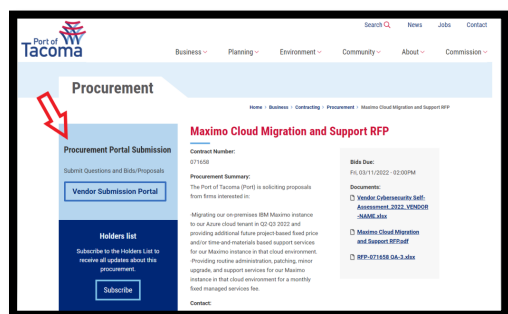 Search News Jobs Contact
Port of
Tacoma
Business Planning Environment Community About Commission
Procurement
Home / Business / Contracting / Procurement / Maximo Cloud Migration and Support RFP
Procurement Portal Submission
Submit Questions and Bids/Proposals
Vendor Submission Portal
Holders list
Subscribe to the Holders List to
receive all updates about this
procurement.
Subscribe
Maximo Cloud Migration and Support RFP
Contract Number:
071658
Procurement Summary:
The Port of Tacoma (Port) is soliciting proposals
from firms interested in:
-Migrating our on-premises IBM Maximo instance
to our Azure cloud tenant in Q2-Q3 2022 and
providing additional future project-based fixed price
and/or time-and-materials based support services
for our Maximo instance in that cloud environment.
-Providing routine administration, patching, minor
upgrade, and support services for our Maximo
instance in that cloud environment for a monthly
fixed managed services fee.
Contact:
Bids Due:
Fri, 03/11/2022 - 02:00PM
Documents:
Vendor Cybersecurity Self-
Assessment_2022_VENDOR
-NAME.xlsx
Maximo Cloud Migration
and Support RFP.pdf
RFP-071658 QA-3.xlsx